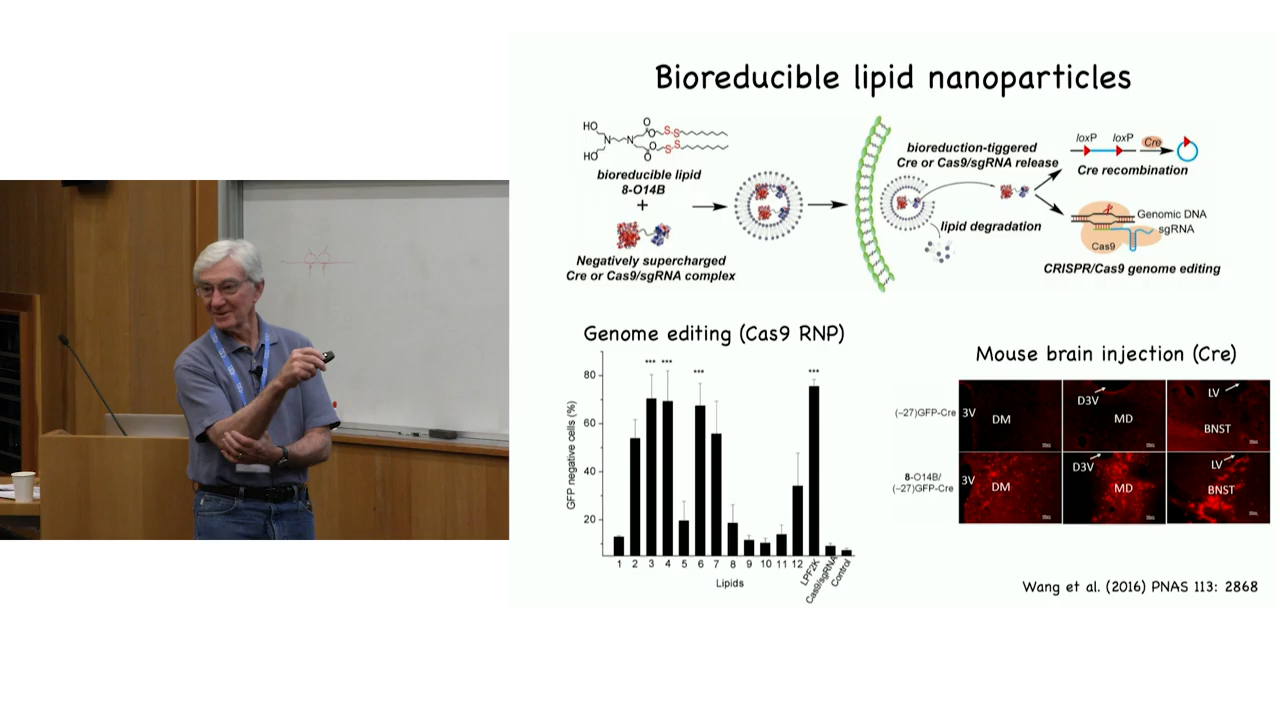 Bioreducible lipid nanoparticles
HO
HO
N
N
O
O
S
S
O
O
S
S
bioreducible lipid
8-O14B
+
Negatively supercharged
Cre or Cas9/sgRNA complex
bioreduction-tiggered
Cre or Cas9/sgRNA release
lipid degradation
loxP loxP Cre
Cre recombination
Genomic DNA
sgRNA
Cas9
CRISPR/Cas9 genome editing
Genome editing (Cas9 RNP)
GFP negative cells (%)
80
60
40
20
*** *** *** ***
1 2 3 4 5 6 7 8 9 10 11 12 LPF2K Cas9/sgRNA Control
Lipids
Mouse brain injection (Cre)
(−27)GFP-Cre
3V DM
D3V MD
LV BNST
8-O14B/
(−27)GFP-Cre
3V DM
D3V MD
LV BNST
Wang et al. (2016) PNAS 113: 2868